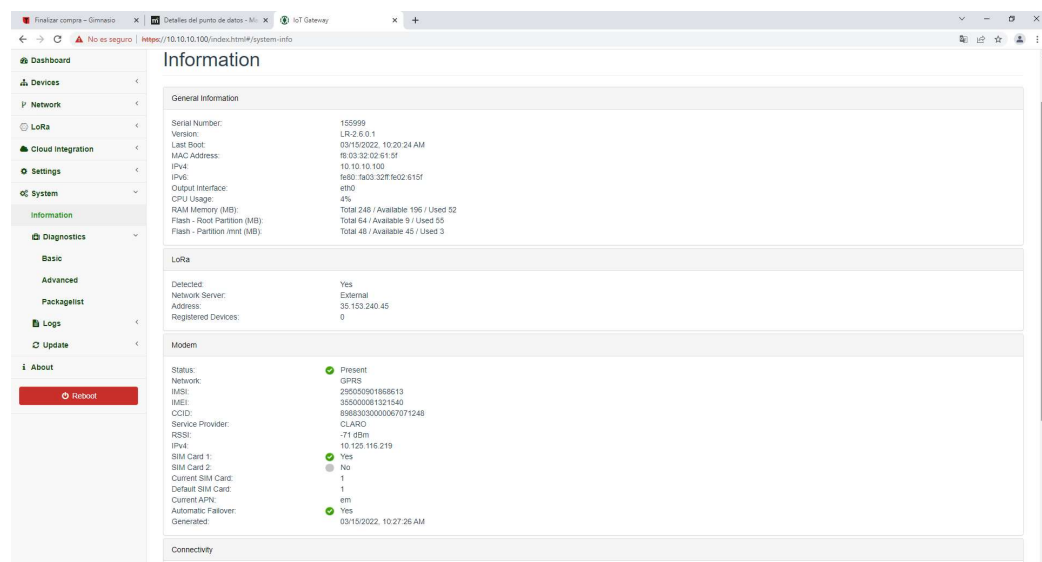 Finalizar compra – Gimnasio
Detalles del punto de datos - Ma
IoT Gateway
No es seguro | https://10.10.10.100/index.html#/system-info
Dashboard
Devices
Network
LoRa
Cloud Integration
Settings
System
Information
Diagnostics
Basic
Advanced
Packagelist
Logs
Update
About
Reboot
Information
General Information
Serial Number: 155999
Version: LR-2.6.0.1
Last Boot: 03/15/2022, 10:20:24 AM
MAC Address: f8:03:32:02:61:5f
IPv4: 10.10.10.100
IPv6: fe80::fa03:32ff:fe02:615f
Output Interface: eth0
CPU Usage: 4%
RAM Memory (MB): Total 248 / Available 196 / Used 52
Flash - Root Partition (MB): Total 64 / Available 9 / Used 55
Flash - Partition /mnt (MB): Total 48 / Available 45 / Used 3
LoRa
Detected: Yes
Network Server: External
Address: 35.153.240.45
Registered Devices: 0
Modem
Status: Present
Network: GPRS
IMSI: 295050901868613
IMEI: 355000081321540
CCID: 89883030000067071248
Service Provider: CLARO
RSSI: -71 dBm
IPv4: 10.125.116.219
SIM Card 1: Yes
SIM Card 2: No
Current SIM Card: 1
Default SIM Card: 1
Current APN: em
Automatic Failover: Yes
Generated: 03/15/2022, 10:27:26 AM
Connectivity